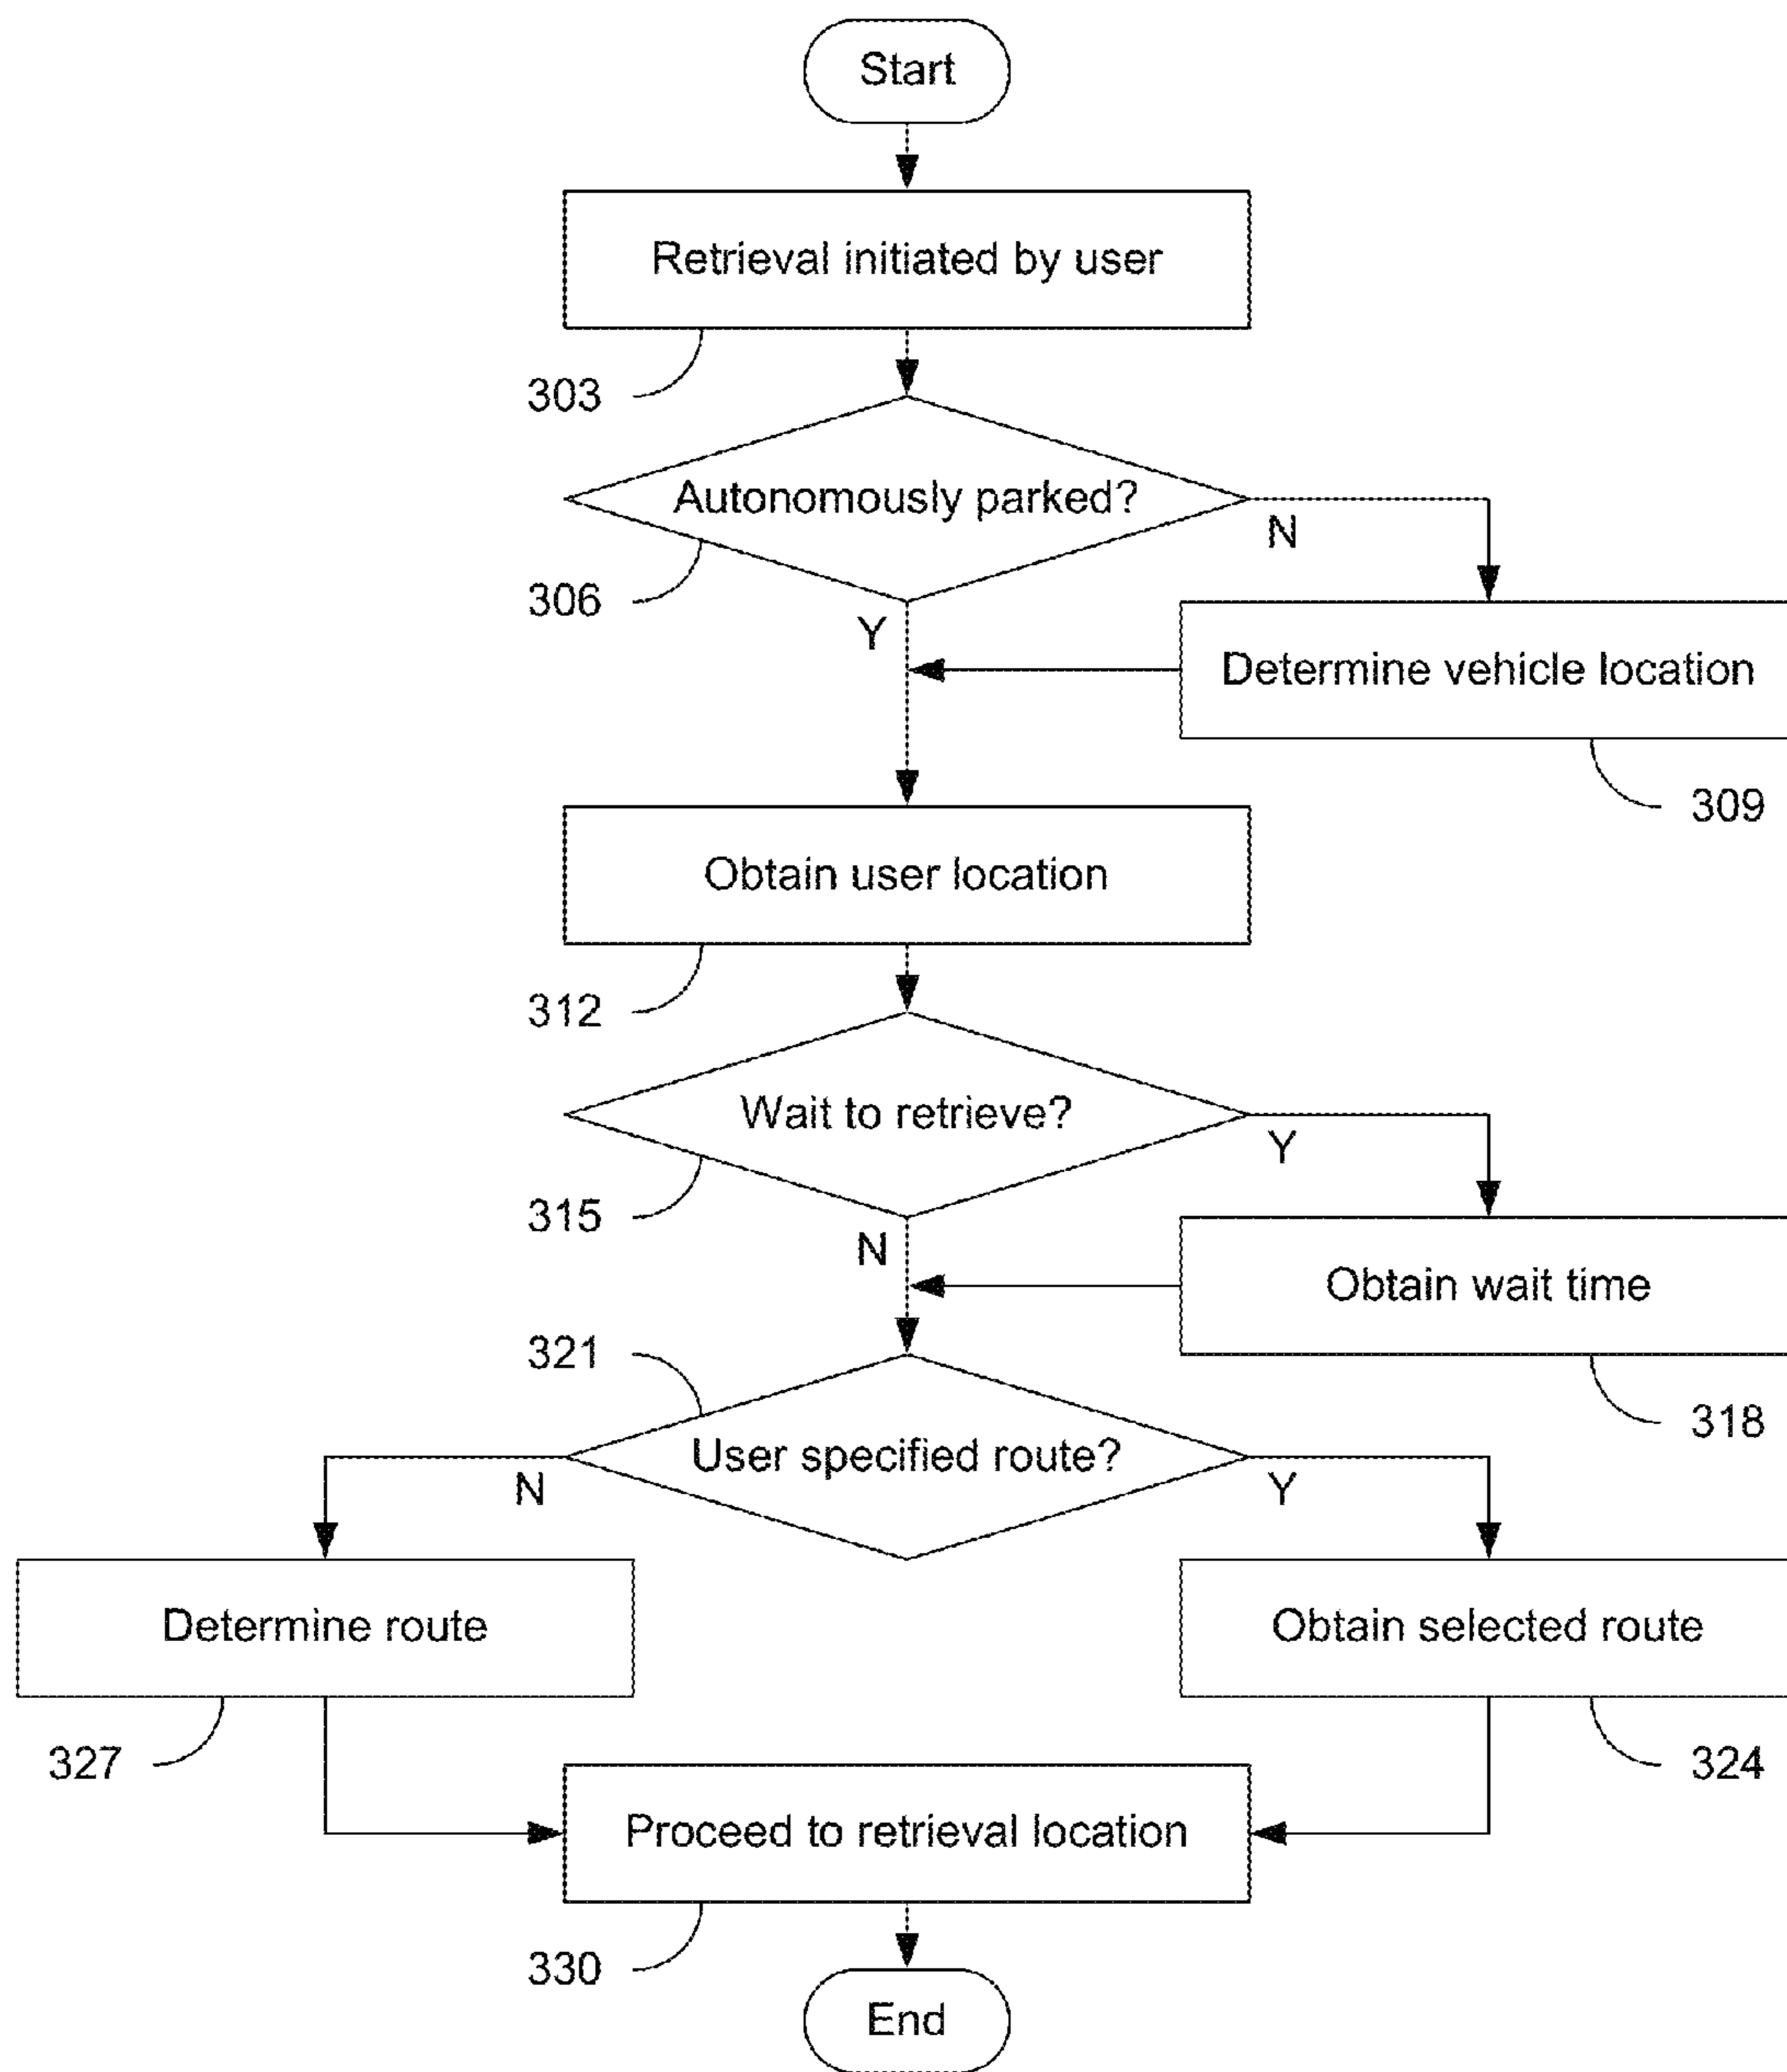 Start
Retrieval initiated by user
303
Autonomously parked?
N
306
Y
Determine vehicle location
309
Obtain user location
312
Wait to retrieve?
Y
315
N
Obtain wait time
321
318
User specified route?
N
Y
Determine route
Obtain selected route
327
324
Proceed to retrieval location
330
End